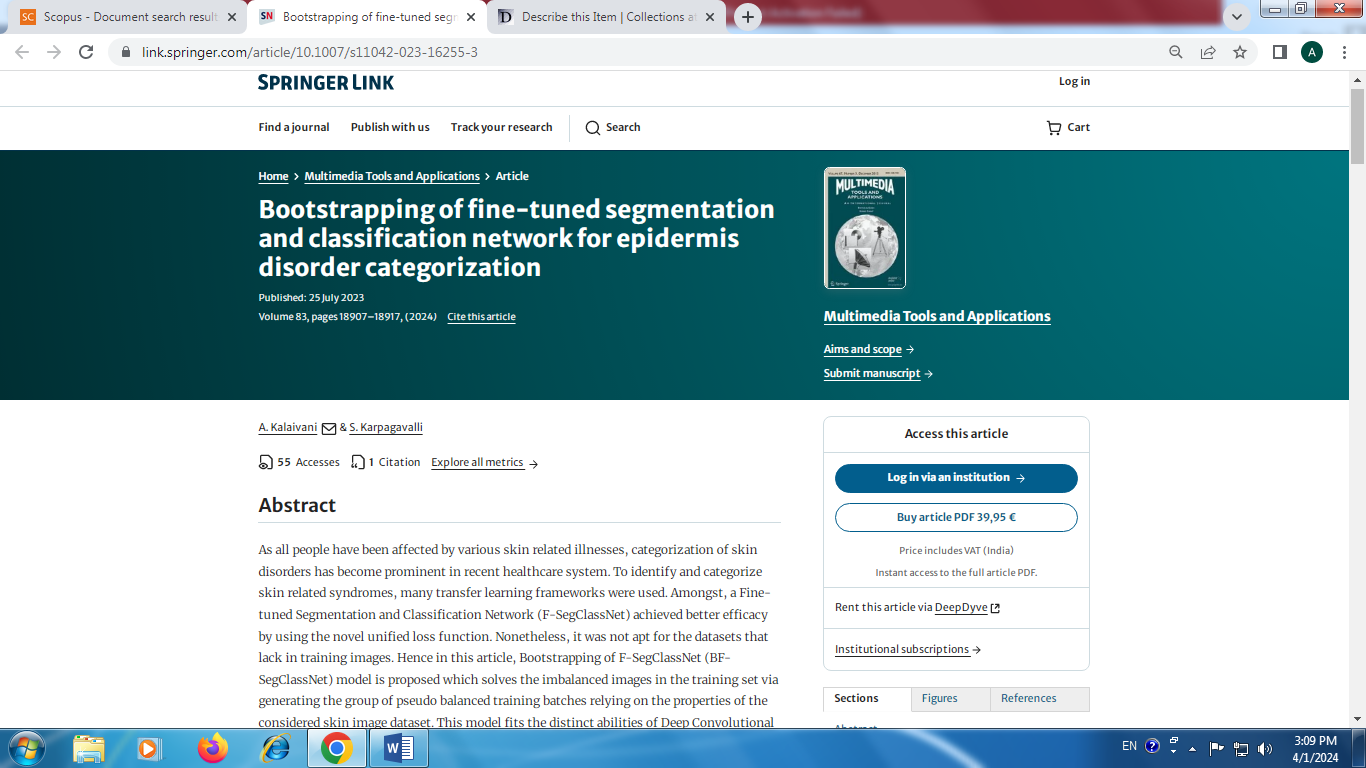 Scopus - Document search result
Bootstrapping of fine-tuned segm
Describe this Item | Collections a
link.springer.com/article/10.1007/s11042-023-16255-3
A
SPRINGER LINK
Log in
Find a journal
Publish with us
Track your research
Search
Cart
Home > Multimedia Tools and Applications > Article
Bootstrapping of fine-tuned segmentation
and classification network for epidermis
disorder categorization
Published: 25 July 2023
Volume 83, pages 18907–18917, (2024) Cite this article
MULTIMEDIA
TOOLS AND
APPLICATIONS
Springer
Multimedia Tools and Applications
Aims and scope →
Submit manuscript →
A. Kalaivani & S. Karpagavalli
55 Accesses 1 Citation Explore all metrics →
Abstract
As all people have been affected by various skin related illnesses, categorization of skin
disorders has become prominent in recent healthcare system. To identify and categorize
skin related syndromes, many transfer learning frameworks were used. Amongst, a Fine-
tuned Segmentation and Classification Network (F-SegClassNet) achieved better efficacy
by using the novel unified loss function. Nonetheless, it was not apt for the datasets that
lack in training images. Hence in this article, Bootstrapping of F-SegClassNet (BF-
SegClassNet) model is proposed which solves the imbalanced images in the training set via
generating the group of pseudo balanced training batches relying on the properties of the
considered skin image dataset. This model fits the distinct abilities of Deep Convolutional
Access this article
Log in via an institution →
Buy article PDF 39,95 €
Price includes VAT (India)
Instant access to the full article PDF.
Rent this article via DeepDyve
Institutional subscriptions →
Sections
Figures
References
Abstract
EN
3:09 PM
4/1/2024